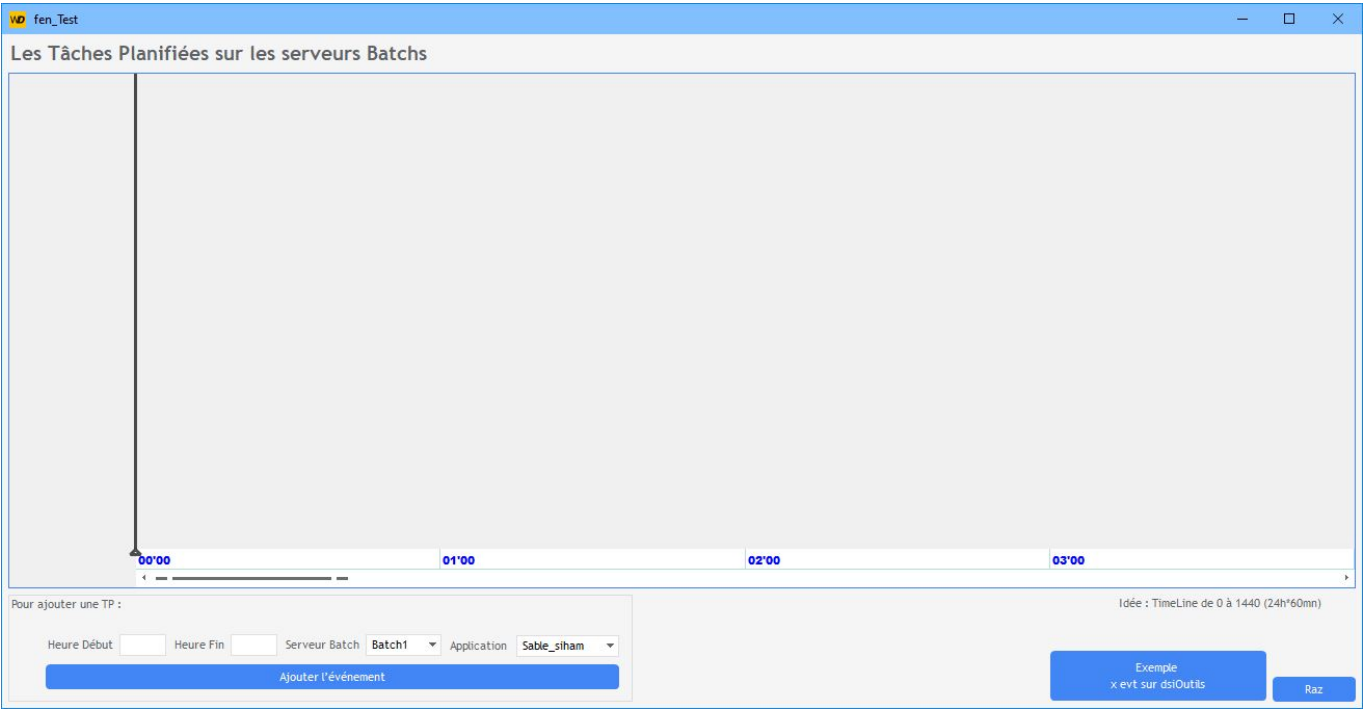 WD fen_Test
Les Tâches Planifiées sur les serveurs Batchs
00'00 01'00 02'00 03'00
Pour ajouter une TP :
Idée : TimeLine de 0 à 1440 (24h*60mn)
Heure Début Heure Fin Serveur Batch Batch1 Application Sable_siham
Ajouter l'événement
Exemple
x evt sur dsiOutils
Raz